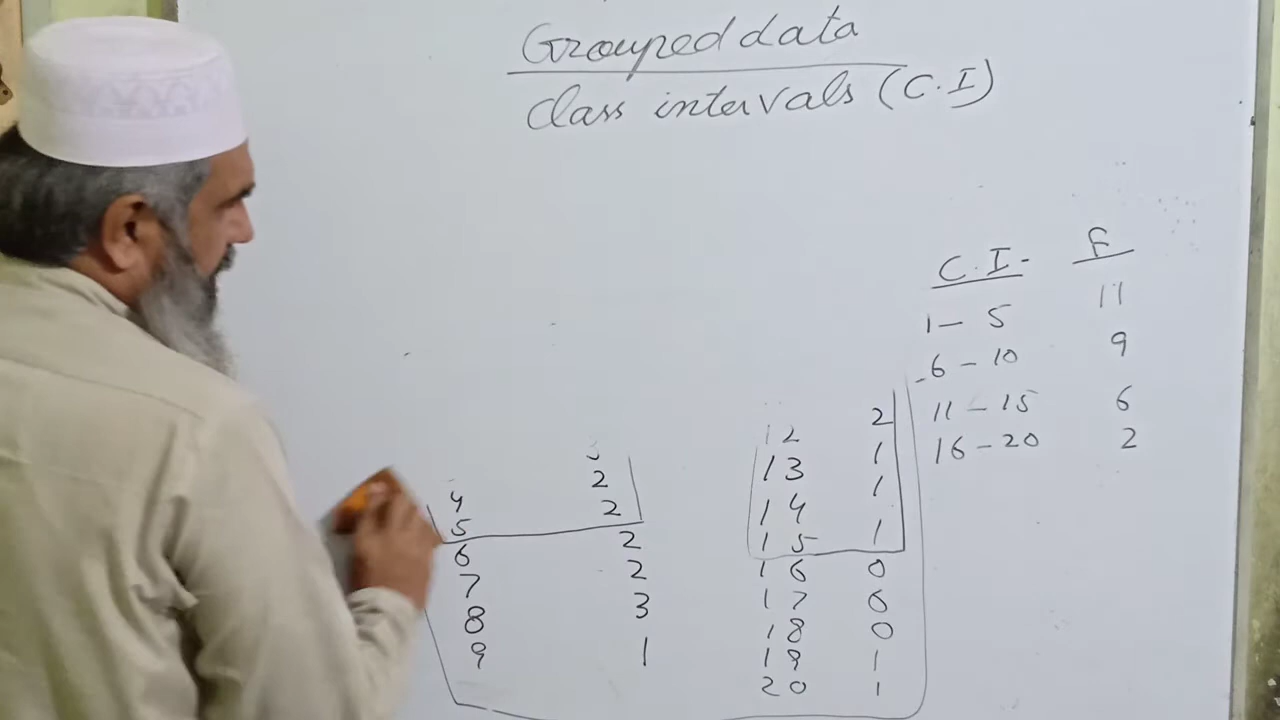 Grouped data
Class intervals (C.I)
C.I. F
1 - 5 11
6 - 10 9
11 - 15 6
16 - 20 2
4 2
5 2
6 2
7 2
8 3
9 1
12 2
13 1
14 1
15 1
16 0
17 0
18 0
19 1
20 1